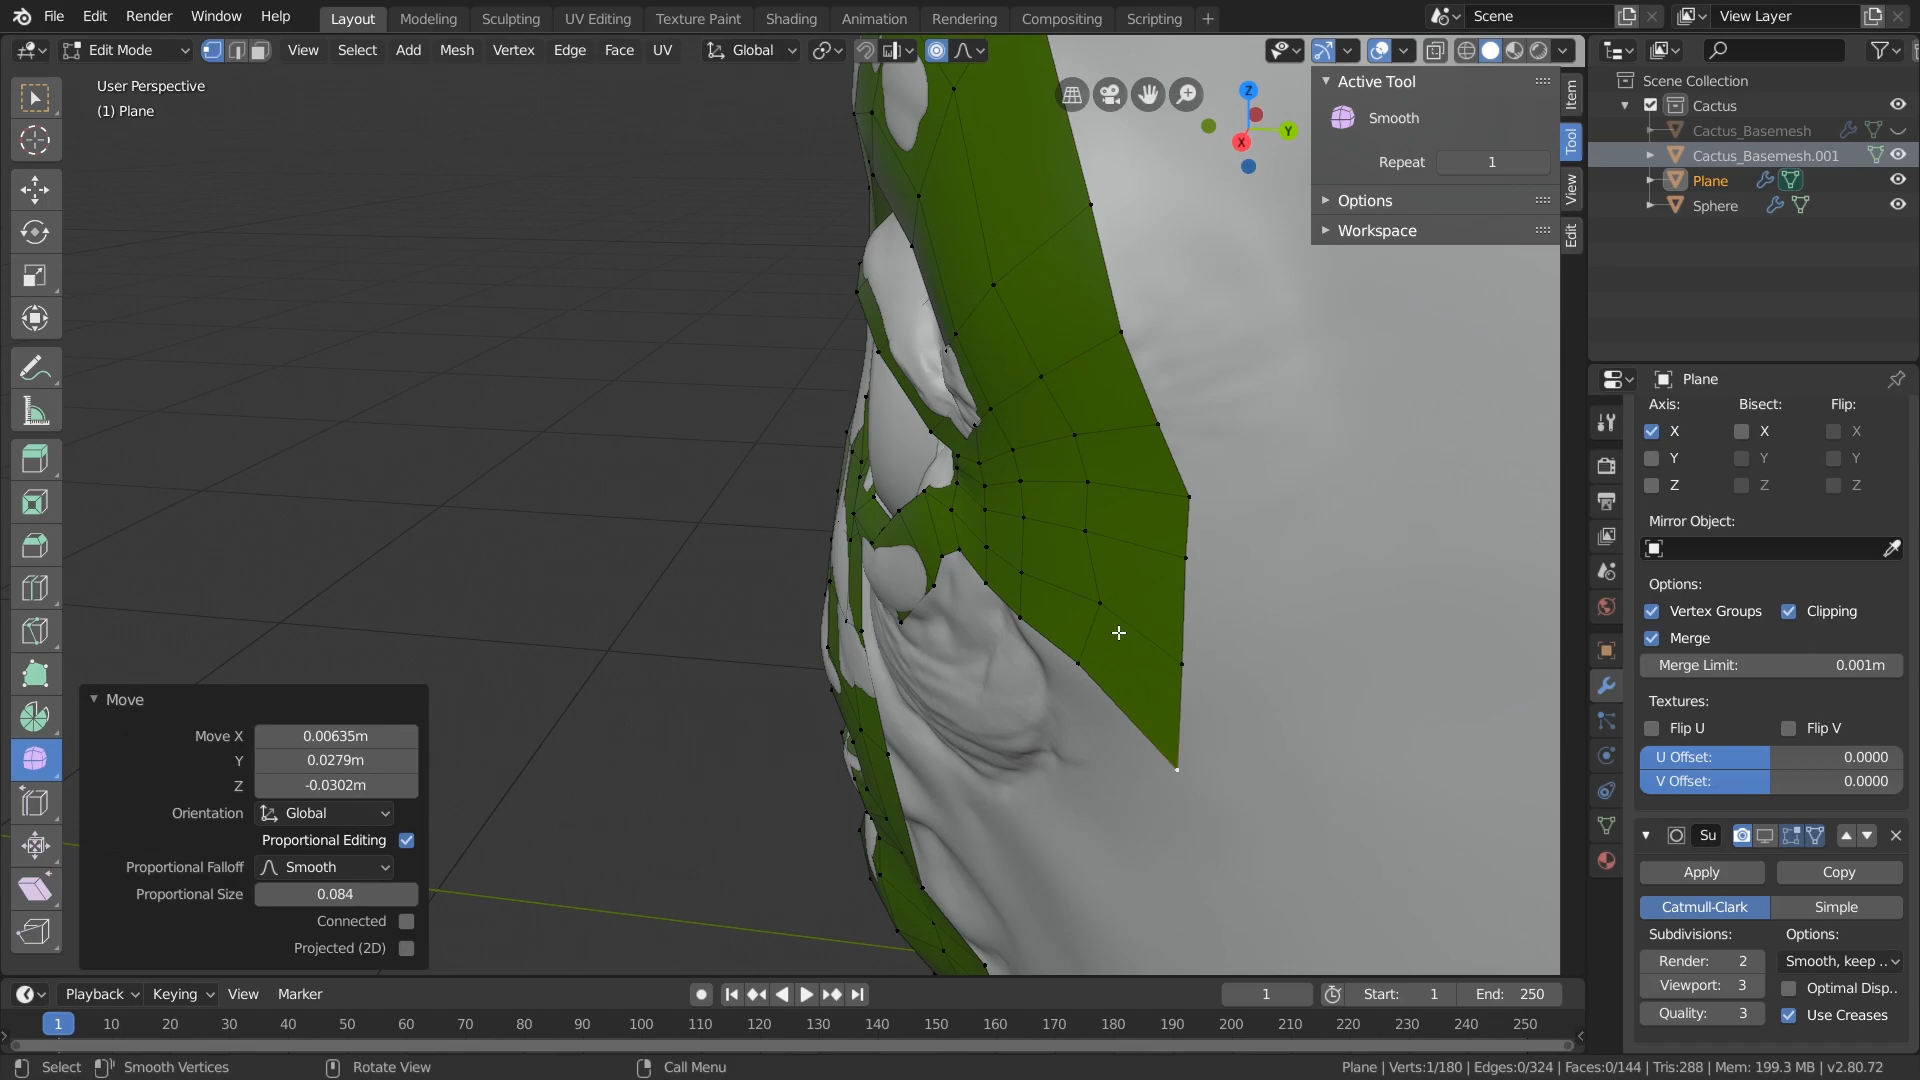 File Edit Render Window Help Layout Modeling Sculpting UV Editing Texture Paint Shading Animation Rendering Compositing Scripting + Scene View Layer
Edit Mode View Select Add Mesh Vertex Edge Face UV Global
User Perspective
(1) Plane
Z
Y
X
Active Tool
Smooth
Repeat 1
Options
Workspace
Item
Tool
View
Edit
Scene Collection
Cactus
Cactus_Basemesh
Cactus_Basemesh.001
Plane
Sphere
Plane
Axis: Bisect: Flip:
X X X
Y Y Y
Z Z Z
Mirror Object:
Options:
Vertex Groups Clipping
Merge
Merge Limit: 0.001m
Textures:
Flip U Flip V
U Offset: 0.0000
V Offset: 0.0000
Su
Apply Copy
Catmull-Clark Simple
Subdivisions: Options:
Render: 2 Smooth, keep ..
Viewport: 3 Optimal Disp..
Quality: 3 Use Creases
Move
Move X 0.00635m
Y 0.0279m
Z -0.0302m
Orientation Global
Proportional Editing
Proportional Falloff Smooth
Proportional Size 0.084
Connected
Projected (2D)
Playback Keying View Marker 1 Start: 1 End: 250
1 10 20 30 40 50 60 70 80 90 100 110 120 130 140 150 160 170 180 190 200 210 220 230 240 250
Select Smooth Vertices Rotate View Call Menu Plane | Verts:1/180 | Edges:0/324 | Faces:0/144 | Tris:288 | Mem: 199.3 MB | v2.80.72